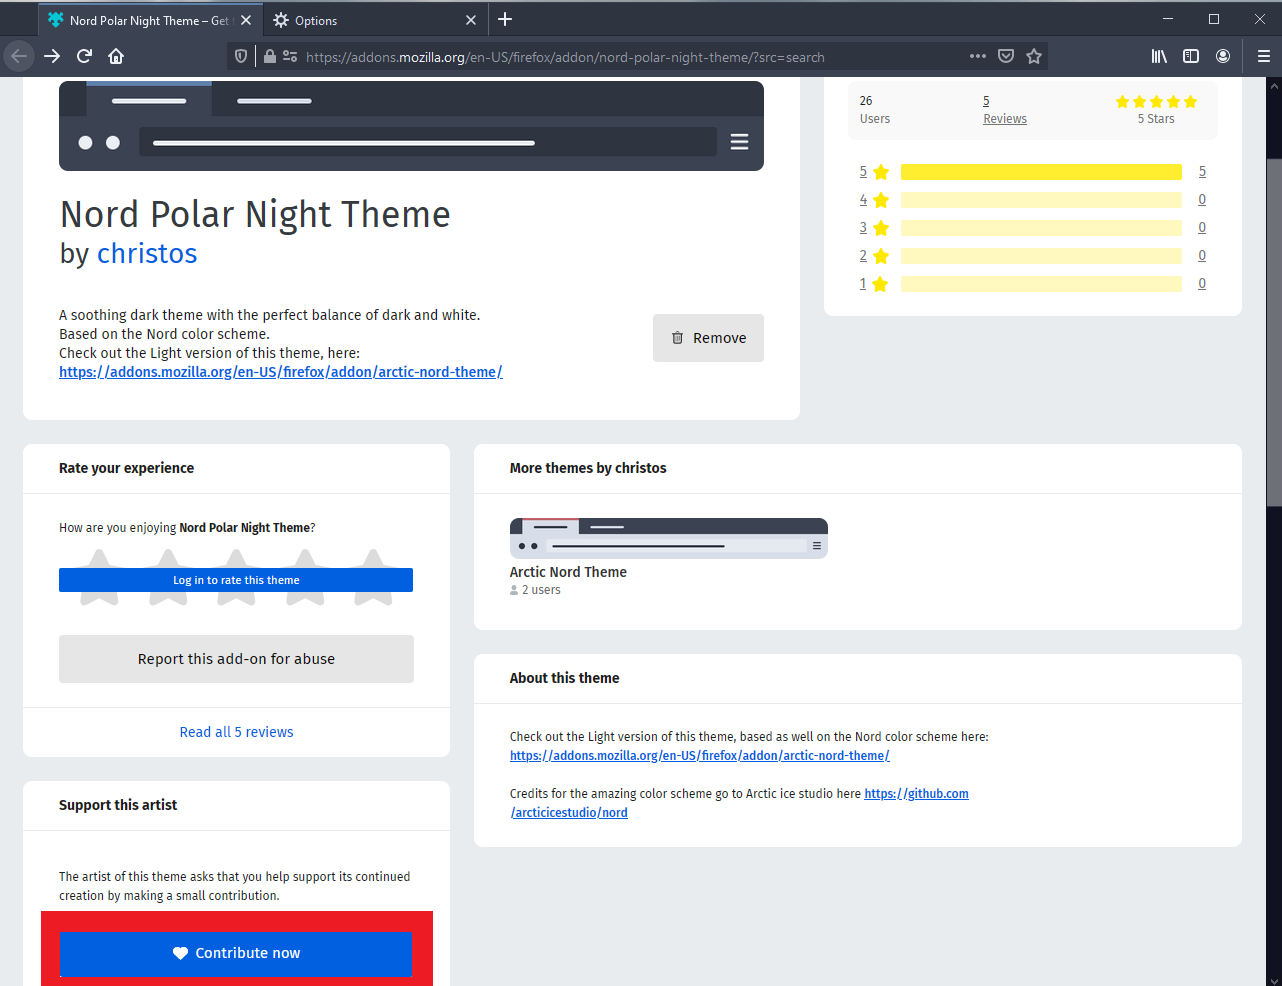 Nord Polar Night Theme – Get
Options
https://addons.mozilla.org/en-US/firefox/addon/nord-polar-night-theme/?src=search
Nord Polar Night Theme
by christos
A soothing dark theme with the perfect balance of dark and white.
Based on the Nord color scheme.
Check out the Light version of this theme, here:
https://addons.mozilla.org/en-US/firefox/addon/arctic-nord-theme/
Remove
26
Users
5
Reviews
5 Stars
5 5
4 0
3 0
2 0
1 0
Rate your experience
How are you enjoying Nord Polar Night Theme?
Log in to rate this theme
Report this add-on for abuse
Read all 5 reviews
Support this artist
The artist of this theme asks that you help support its continued
creation by making a small contribution.
Contribute now
More themes by christos
Arctic Nord Theme
2 users
About this theme
Check out the Light version of this theme, based as well on the Nord color scheme here:
https://addons.mozilla.org/en-US/firefox/addon/arctic-nord-theme/
Credits for the amazing color scheme go to Arctic ice studio here https://github.com
/arcticicestudio/nord